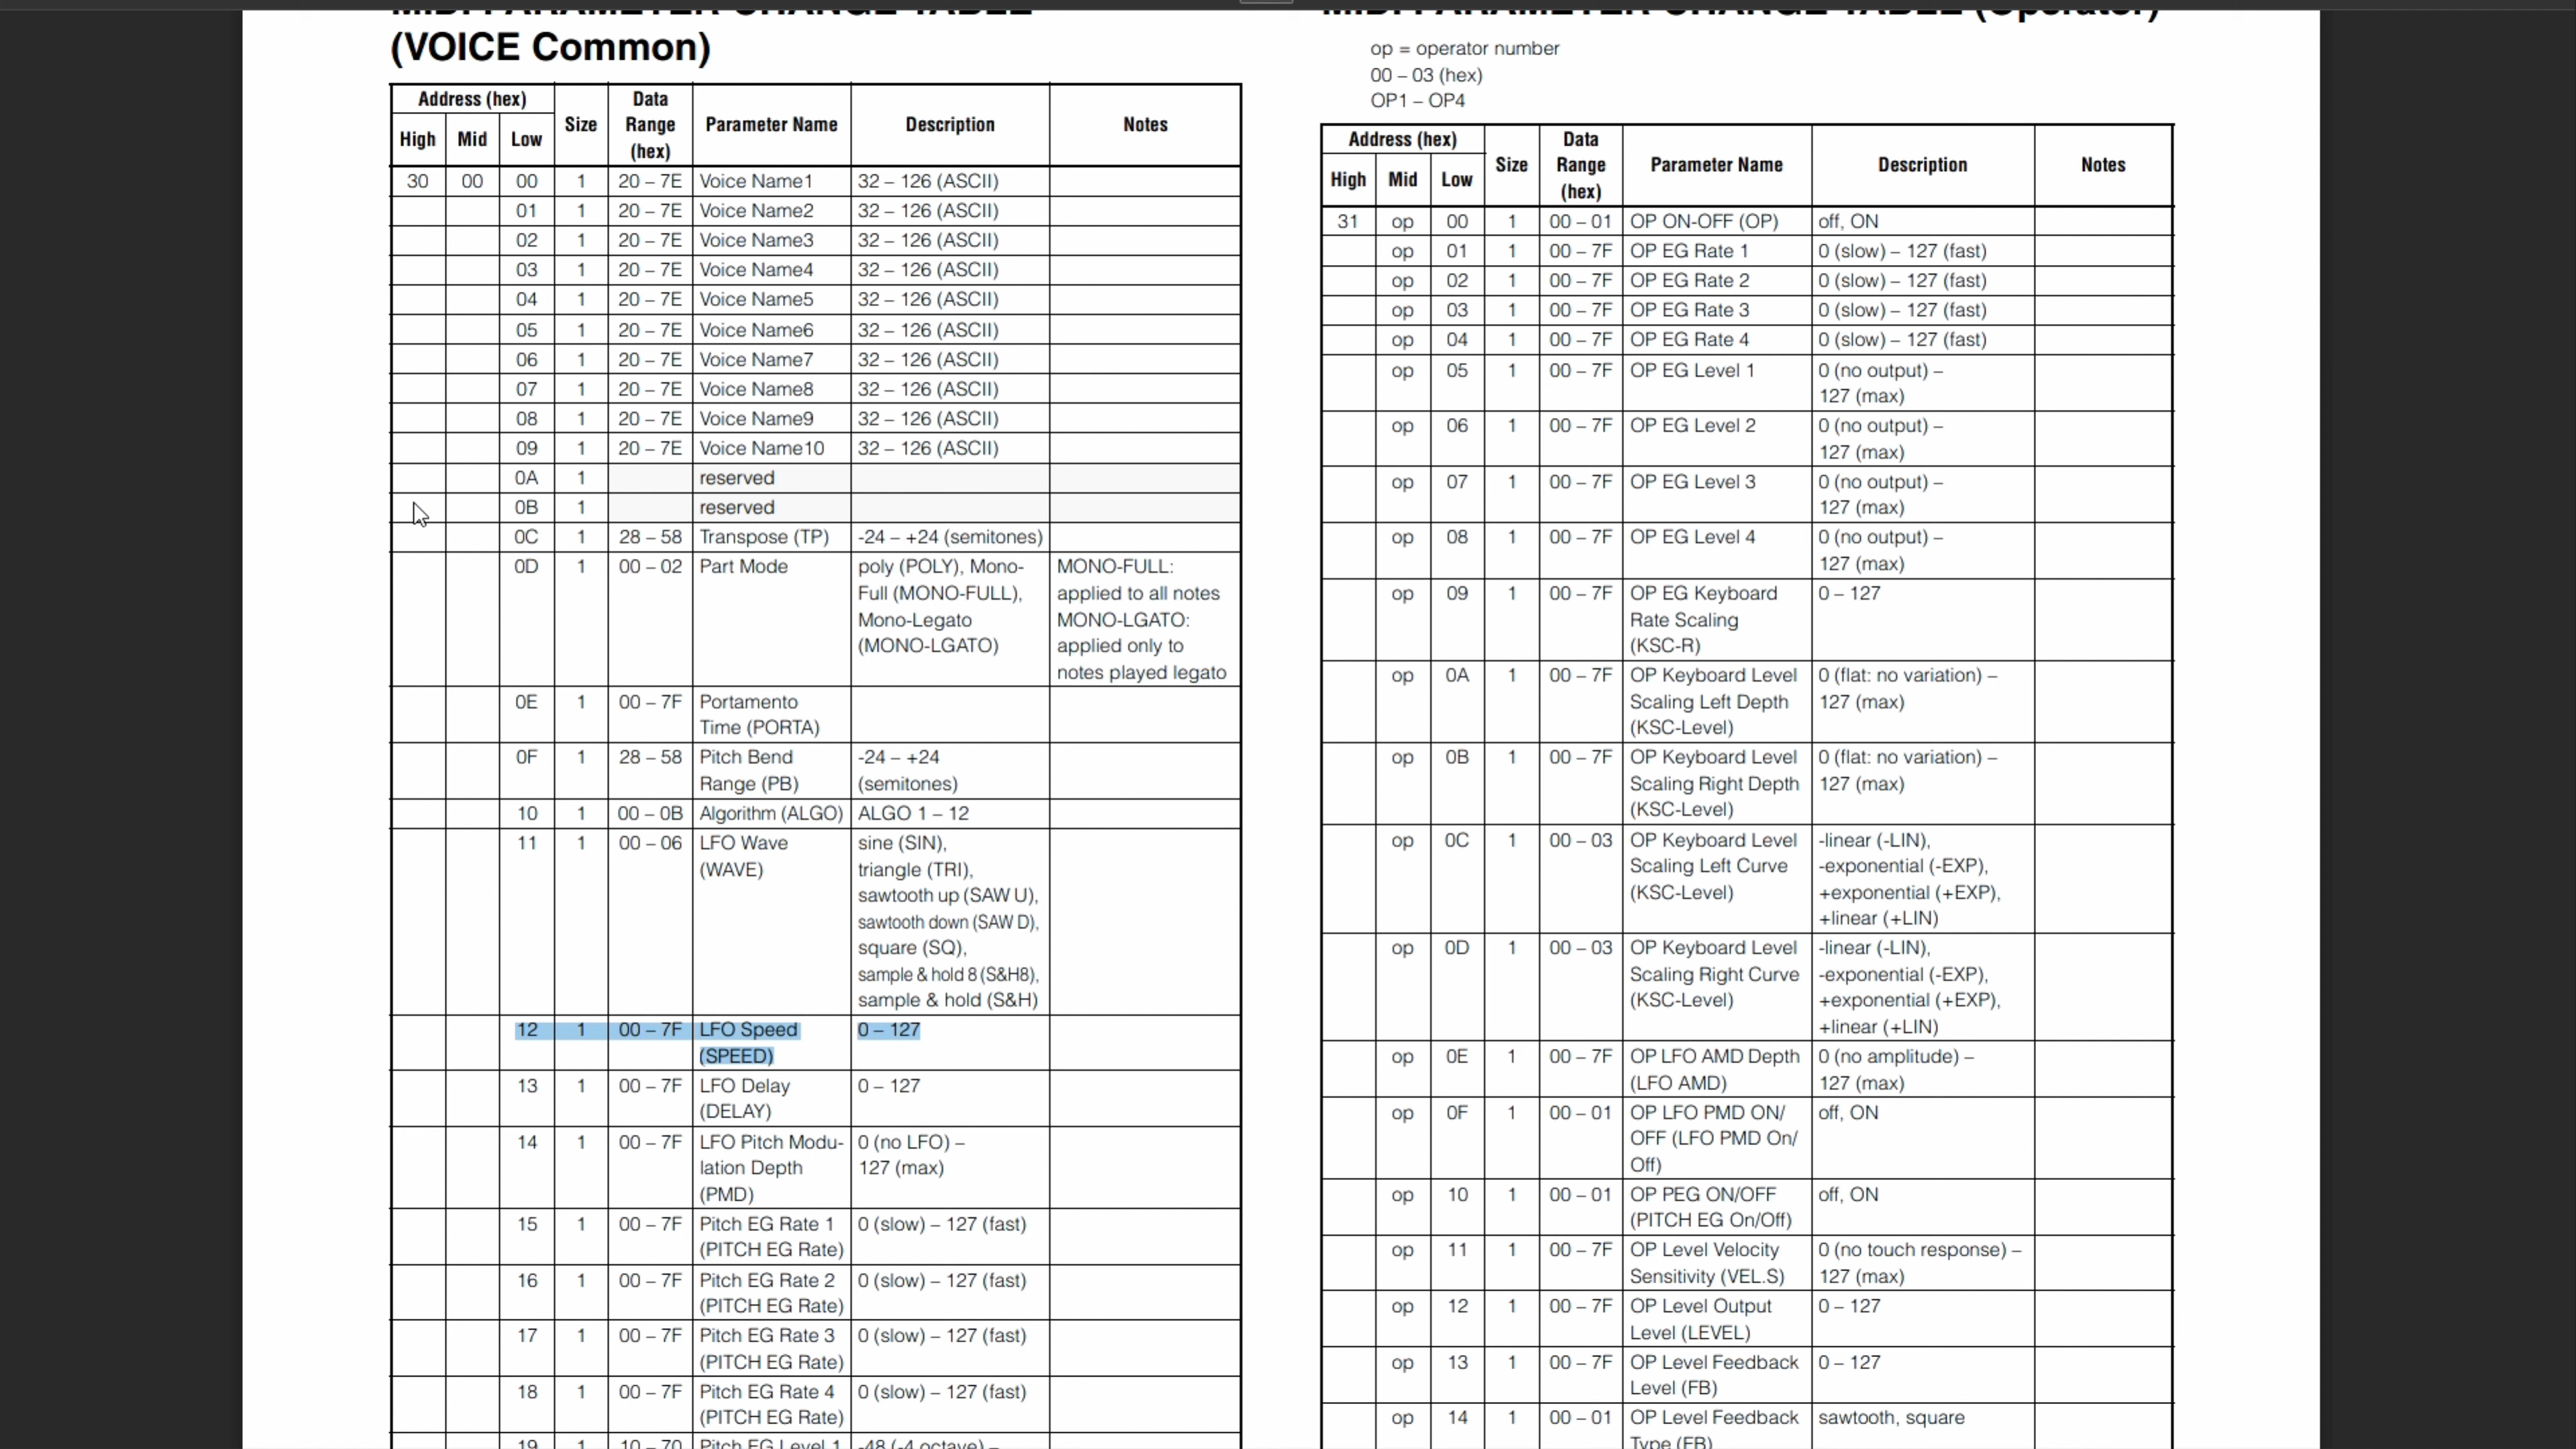 MIDI PARAMETER CHANGE TABLE
(VOICE Common)
Address (hex) Size Data Range (hex) Parameter Name Description Notes
High Mid Low
30 00 00 1 20 – 7E Voice Name1 32 – 126 (ASCII)
01 1 20 – 7E Voice Name2 32 – 126 (ASCII)
02 1 20 – 7E Voice Name3 32 – 126 (ASCII)
03 1 20 – 7E Voice Name4 32 – 126 (ASCII)
04 1 20 – 7E Voice Name5 32 – 126 (ASCII)
05 1 20 – 7E Voice Name6 32 – 126 (ASCII)
06 1 20 – 7E Voice Name7 32 – 126 (ASCII)
07 1 20 – 7E Voice Name8 32 – 126 (ASCII)
08 1 20 – 7E Voice Name9 32 – 126 (ASCII)
09 1 20 – 7E Voice Name10 32 – 126 (ASCII)
0A 1 reserved
0B 1 reserved
0C 1 28 – 58 Transpose (TP) -24 – +24 (semitones)
0D 1 00 – 02 Part Mode poly (POLY), Mono- MONO-FULL:
Full (MONO-FULL), applied to all notes
Mono-Legato MONO-LGATO:
(MONO-LGATO) applied only to
notes played legato
0E 1 00 – 7F Portamento
Time (PORTA)
0F 1 28 – 58 Pitch Bend -24 – +24
Range (PB) (semitones)
10 1 00 – 0B Algorithm (ALGO) ALGO 1 – 12
11 1 00 – 06 LFO Wave sine (SIN),
(WAVE) triangle (TRI),
sawtooth up (SAW U),
sawtooth down (SAW D),
square (SQ),
sample & hold 8 (S&H8),
sample & hold (S&H)
12 1 00 – 7F LFO Speed 0 – 127
(SPEED)
13 1 00 – 7F LFO Delay 0 – 127
(DELAY)
14 1 00 – 7F LFO Pitch Modu- 0 (no LFO) –
lation Depth 127 (max)
(PMD)
15 1 00 – 7F Pitch EG Rate 1 0 (slow) – 127 (fast)
(PITCH EG Rate)
16 1 00 – 7F Pitch EG Rate 2 0 (slow) – 127 (fast)
(PITCH EG Rate)
17 1 00 – 7F Pitch EG Rate 3 0 (slow) – 127 (fast)
(PITCH EG Rate)
18 1 00 – 7F Pitch EG Rate 4 0 (slow) – 127 (fast)
(PITCH EG Rate)
19 1 10 – 70 Pitch EG Level 1 -48 (-4 octave) –
MIDI PARAMETER CHANGE TABLE (Operator)
op = operator number
00 – 03 (hex)
OP1 – OP4
Address (hex) Size Data Range (hex) Parameter Name Description Notes
High Mid Low
31 op 00 1 00 – 01 OP ON-OFF (OP) off, ON
op 01 1 00 – 7F OP EG Rate 1 0 (slow) – 127 (fast)
op 02 1 00 – 7F OP EG Rate 2 0 (slow) – 127 (fast)
op 03 1 00 – 7F OP EG Rate 3 0 (slow) – 127 (fast)
op 04 1 00 – 7F OP EG Rate 4 0 (slow) – 127 (fast)
op 05 1 00 – 7F OP EG Level 1 0 (no output) –
127 (max)
op 06 1 00 – 7F OP EG Level 2 0 (no output) –
127 (max)
op 07 1 00 – 7F OP EG Level 3 0 (no output) –
127 (max)
op 08 1 00 – 7F OP EG Level 4 0 (no output) –
127 (max)
op 09 1 00 – 7F OP EG Keyboard 0 – 127
Rate Scaling
(KSC-R)
op 0A 1 00 – 7F OP Keyboard Level 0 (flat: no variation) –
Scaling Left Depth 127 (max)
(KSC-Level)
op 0B 1 00 – 7F OP Keyboard Level 0 (flat: no variation) –
Scaling Right Depth 127 (max)
(KSC-Level)
op 0C 1 00 – 03 OP Keyboard Level -linear (-LIN),
Scaling Left Curve -exponential (-EXP),
(KSC-Level) +exponential (+EXP),
+linear (+LIN)
op 0D 1 00 – 03 OP Keyboard Level -linear (-LIN),
Scaling Right Curve -exponential (-EXP),
(KSC-Level) +exponential (+EXP),
+linear (+LIN)
op 0E 1 00 – 7F OP LFO AMD Depth 0 (no amplitude) –
(LFO AMD) 127 (max)
op 0F 1 00 – 01 OP LFO PMD ON/ off, ON
OFF (LFO PMD On/
Off)
op 10 1 00 – 01 OP PEG ON/OFF off, ON
(PITCH EG On/Off)
op 11 1 00 – 7F OP Level Velocity 0 (no touch response) –
Sensitivity (VEL.S) 127 (max)
op 12 1 00 – 7F OP Level Output 0 – 127
Level (LEVEL)
op 13 1 00 – 7F OP Level Feedback 0 – 127
Level (FB)
op 14 1 00 – 01 OP Level Feedback sawtooth, square
Type (FB)